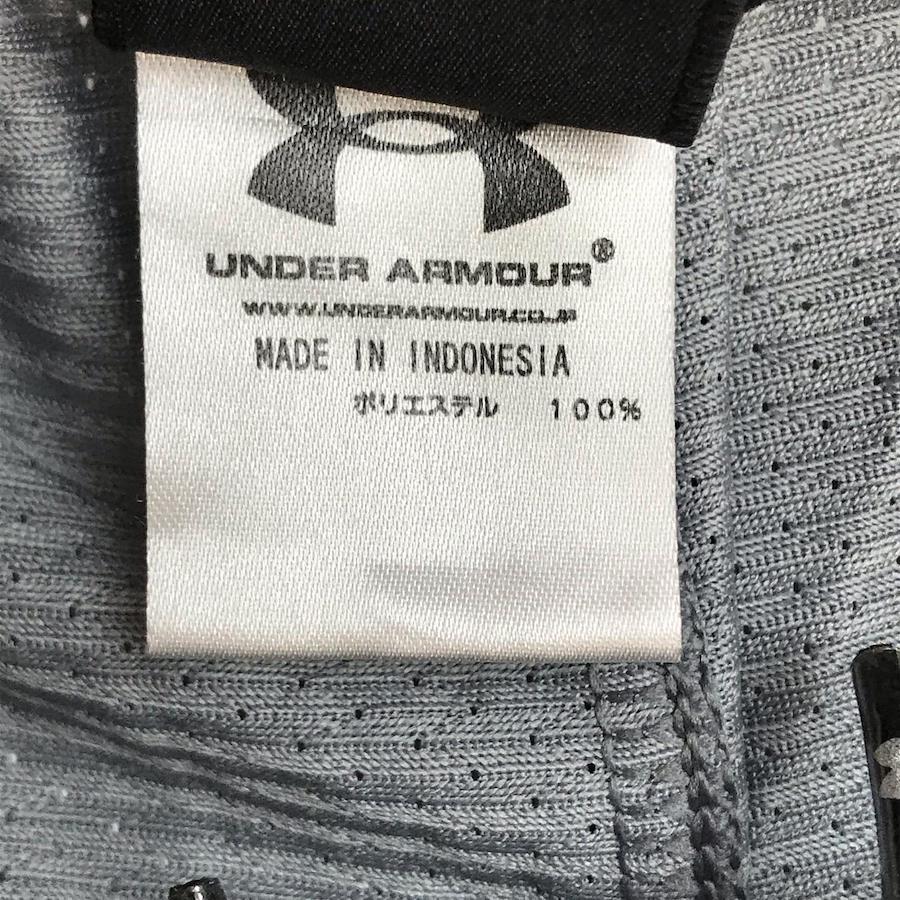 UNDER ARMOUR®
WWW.UNDERARMOUR.CO.JP
MADE IN INDONESIA
ポリエステル 100%